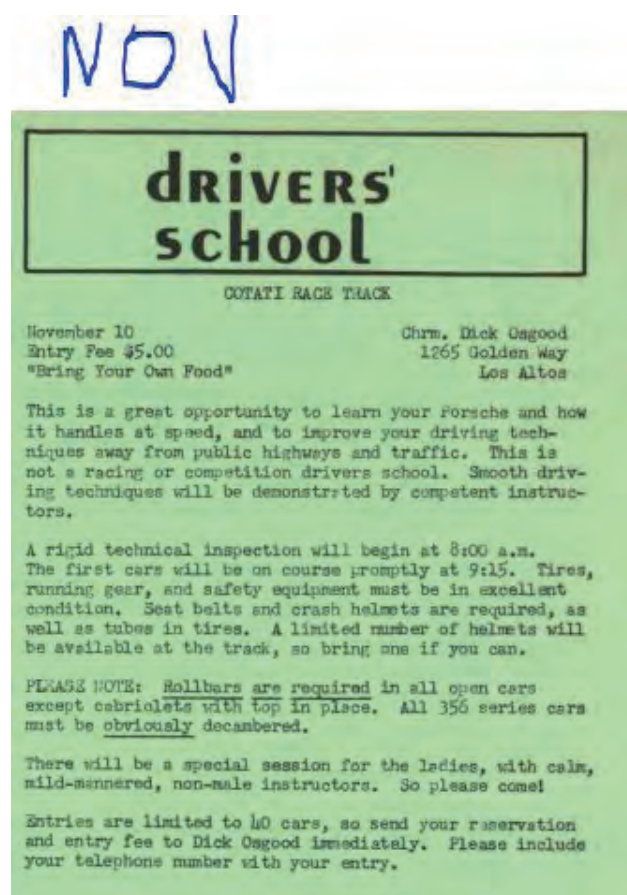 NOV
dRIVERS'
scHool
COTATI RACE TRACK
November 10
Chrm. Dick Osgood
Entry Fee $5.00
1265 Golden Way
"Bring Your Own Food"
Los Altos
This is a great opportunity to learn your Porsche and how
it handles at speed, and to improve your driving tech-
niques away from public highways and traffic. This is
not a racing or competition drivers school. Smooth driv-
ing techniques will be demonstrated by competent instruc-
tors.
A rigid technical inspection will begin at 8:00 a.m.
The first cars will be on course promptly at 9:15. Tires,
running gear, and safety equipment must be in excellent
condition. Seat belts and crash helmets are required, as
well as tubes in tires. A limited number of helmets will
be available at the track, so bring one if you can.
PLEASE NOTE: Rollbars are required in all open cars
except cabriolets with top in place. All 356 series cars
must be obviously decambered.
There will be a special session for the ladies, with calm,
mild-mannered, non-male instructors. So please come!
Entries are limited to 40 cars, so send your reservation
and entry fee to Dick Osgood immediately. Please include
your telephone number with your entry.